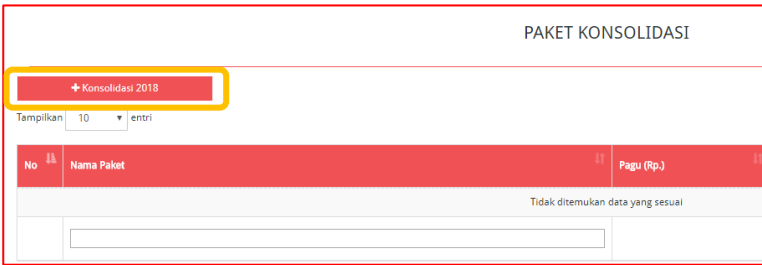 PAKET KONSOLIDASI
+ Konsolidasi 2018
Tampilkan 10 entri
No Nama Paket Pagu (Rp.)
Tidak ditemukan data yang sesuai